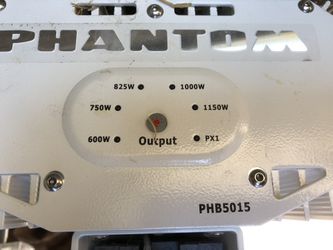 PHANTOM
825W 1000W
750W 1150W
600W Output PX1
PHB5015